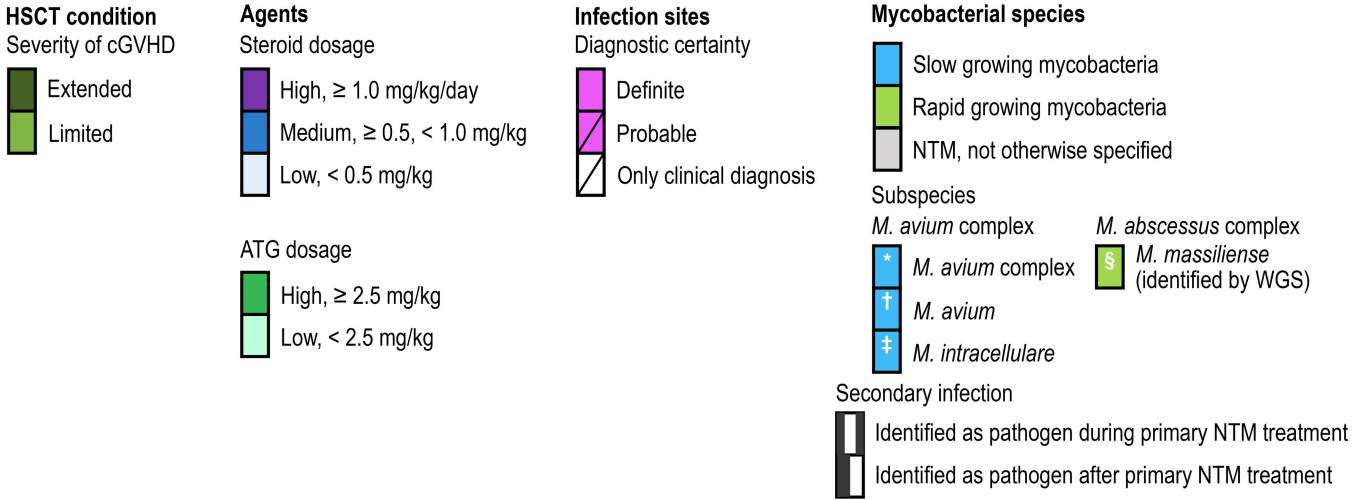 HSCT condition
Severity of cGVHD
Extended
Limited
Agents
Steroid dosage
High, ≥ 1.0 mg/kg/day
Medium, ≥ 0.5, < 1.0 mg/kg
Low, < 0.5 mg/kg
ATG dosage
High, ≥ 2.5 mg/kg
Low, < 2.5 mg/kg
Infection sites
Diagnostic certainty
Definite
Probable
Only clinical diagnosis
Mycobacterial species
Slow growing mycobacteria
Rapid growing mycobacteria
NTM, not otherwise specified
Subspecies
M. avium complex
* M. avium complex
† M. avium
‡ M. intracellulare
M. abscessus complex
§ M. massiliense
(identified by WGS)
Secondary infection
Identified as pathogen during primary NTM treatment
Identified as pathogen after primary NTM treatment